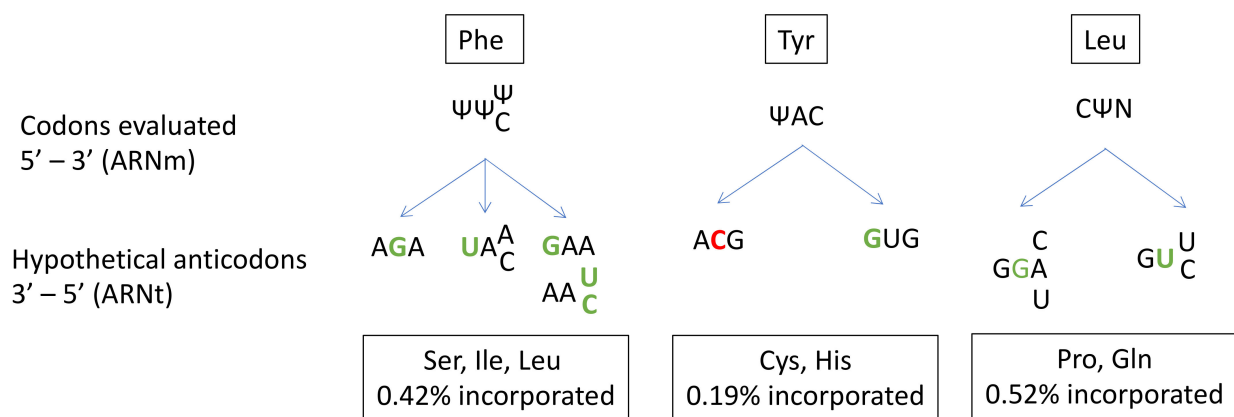 Phe Tyr Leu
Codons evaluated
5’ – 3’ (ARNm)
ΨΨ Ψ C
ΨAC
CΨN
Hypothetical anticodons
3’ – 5’ (ARNt)
AGA
UA A C
GAA
AA U C
ACG
GUG
GG C A U
GU U C
Ser, Ile, Leu
0.42% incorporated
Cys, His
0.19% incorporated
Pro, Gln
0.52% incorporated